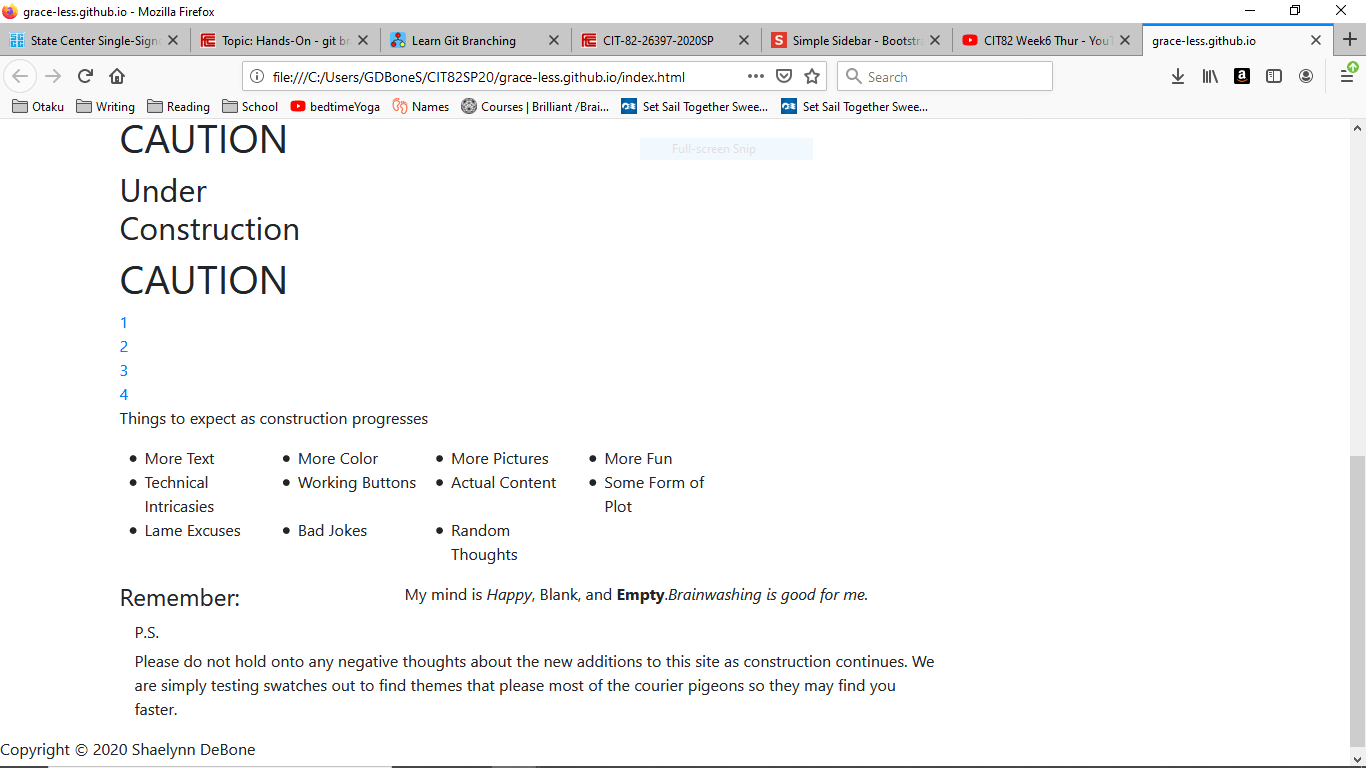 grace-less.github.io - Mozilla Firefox
State Center Single-Sign
Topic: Hands-On - git br
Learn Git Branching
CIT-82-26397-2020SP
Simple Sidebar - Bootstr
CIT82 Week6 Thur - YouT
grace-less.github.io
file:///C:/Users/GDBoneS/CIT82SP20/grace-less.github.io/index.html
Search
Otaku
Writing
Reading
School
bedtimeYoga
Names
Courses | Brilliant /Brai...
Set Sail Together Swee...
Set Sail Together Swee...
Full-screen Snip
CAUTION
Under
Construction
CAUTION
1
2
3
4
Things to expect as construction progresses
• More Text • More Color • More Pictures • More Fun
• Technical • Working Buttons • Actual Content • Some Form of
Intricasies Plot
• Lame Excuses • Bad Jokes • Random
Thoughts
Remember: My mind is Happy, Blank, and Empty.Brainwashing is good for me.
P.S.
Please do not hold onto any negative thoughts about the new additions to this site as construction continues. We
are simply testing swatches out to find themes that please most of the courier pigeons so they may find you
faster.
Copyright © 2020 Shaelynn DeBone